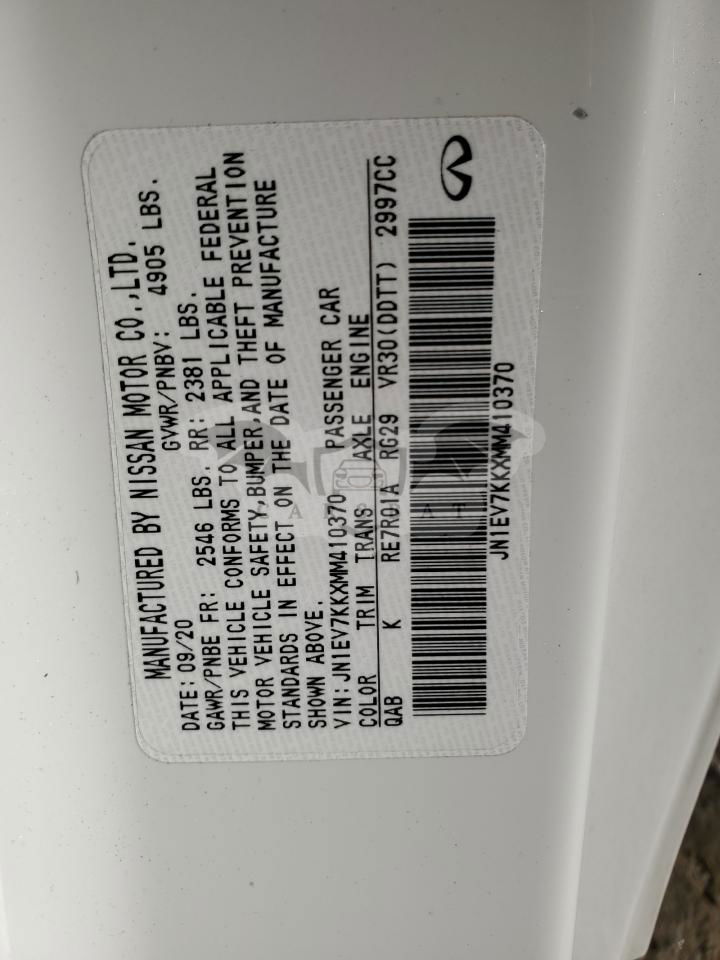 MANUFACTURED BY NISSAN MOTOR CO.,LTD.
DATE: 09/20 GVWR/PNBV: 4905 LBS.
GAWR/PNBE FR: 2546 LBS. RR: 2381 LBS.
THIS VEHICLE CONFORMS TO ALL APPLICABLE FEDERAL
MOTOR VEHICLE SAFETY,BUMPER,AND THEFT PREVENTION
STANDARDS IN EFFECT ON THE DATE OF MANUFACTURE
SHOWN ABOVE.
VIN: JN1EV7KKXMM410370 PASSENGER CAR
COLOR TRIM TRANS AXLE ENGINE
QAB K RE7R01A RG29 VR30(DDTT) 2997CC
JN1EV7KKXMM410370